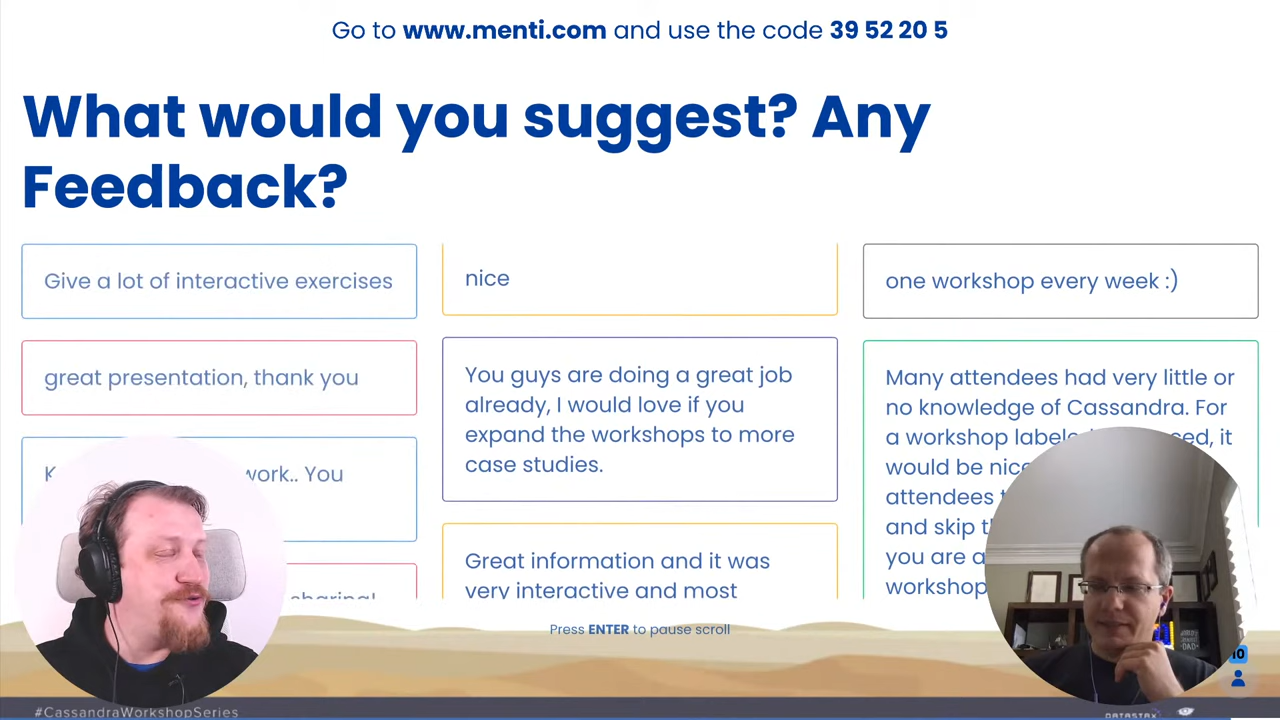 Go to www.menti.com and use the code 39 52 20 5
What would you suggest? Any
Feedback?
Give a lot of interactive exercises
great presentation, thank you
work.. You
sharing!
nice
You guys are doing a great job
already, I would love if you
expand the workshops to more
case studies.
Great information and it was
very interactive and most
one workshop every week :)
Many attendees had very little or
no knowledge of Cassandra. For
a workshop it
would be
attendees
and skip
you are
workshop
Press ENTER to pause scroll
10
#CassandraWorkshopSeries
DATASTAX